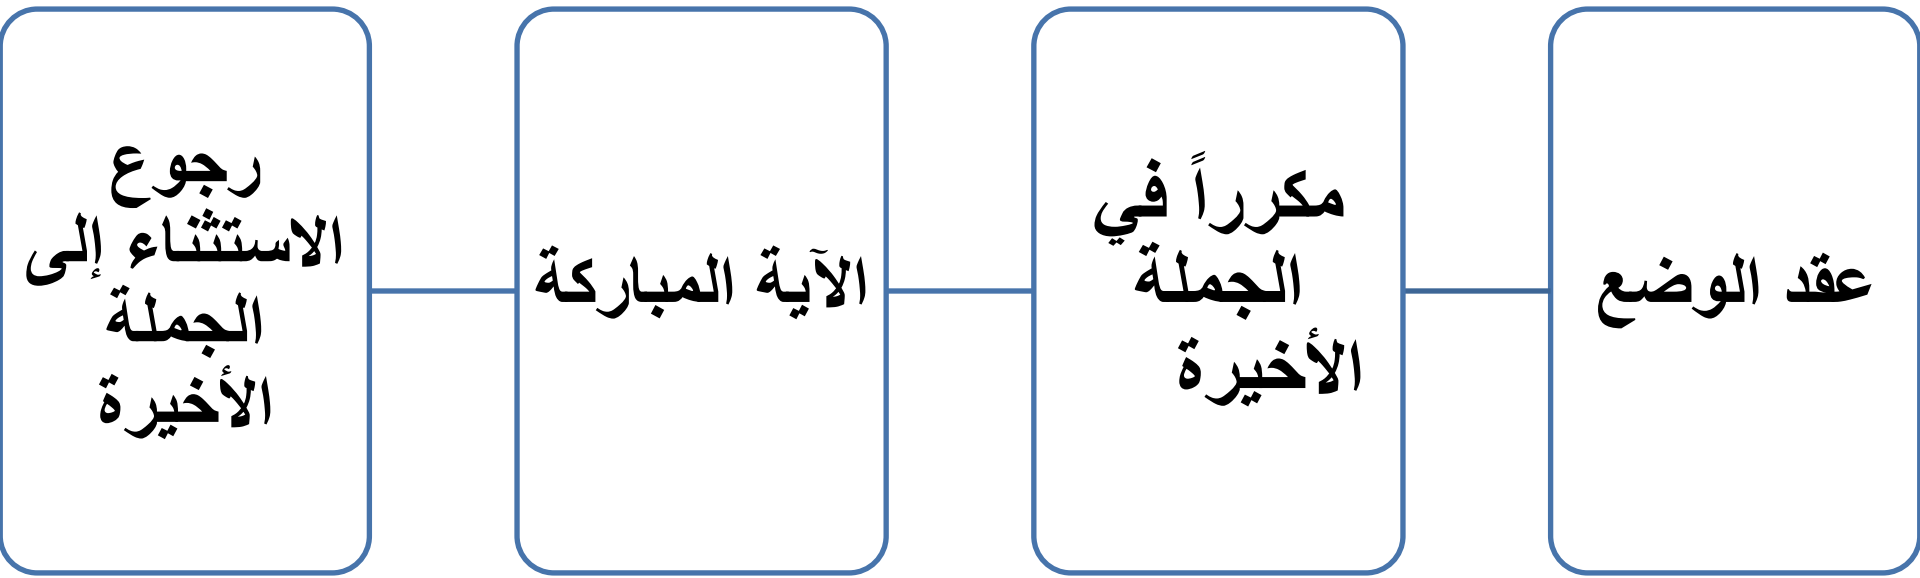 عقد الوضع
مكرراً في
الجملة
الأخيرة
الآية المباركة
رجوع
الاستثناء إلى
الجملة
الأخيرة